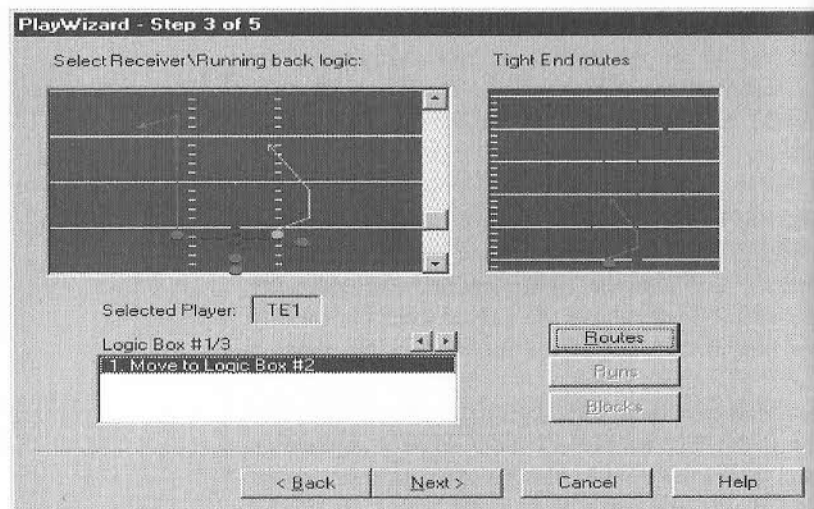 PlayWizard - Step 3 of 5
Select Receiver\Running back logic:
Tight End routes
Selected Player: TE1
Logic Box #1/3
1. Move to Logic Box #2
Routes
Runs
Blocks
< Back
Next >
Cancel
Help